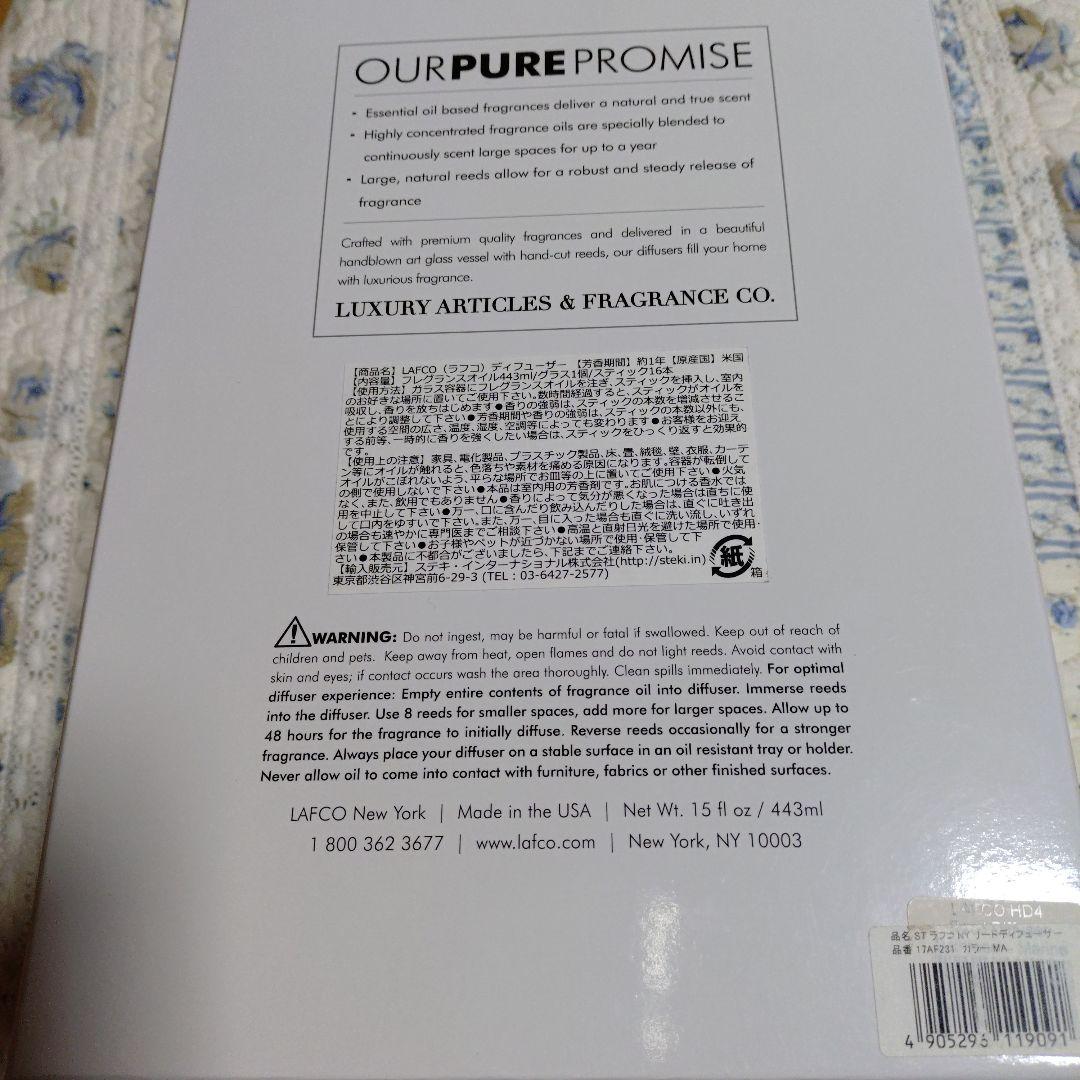 OURPUREPROMISE
- Essential oil based fragrances deliver a natural and true scent
- Highly concentrated fragrance oils are specially blended to
continuously scent large spaces for up to a year
- Large, natural reeds allow for a robust and steady release of
fragrance
Crafted with premium quality fragrances and delivered in a beautiful
handblown art glass vessel with hand-cut reeds, our diffusers fill your home
with luxurious fragrance.
LUXURY ARTICLES & FRAGRANCE CO.
【商品名】LAFCO（ラフコ）ディフューザー 【芳香期間】約1年【原産国】米国
【内容量】フレグランスオイル443ml/グラス1個/スティック16本
【使用方法】ガラス容器にフレグランスオイルを注ぎ、スティックを挿入し、室内
のお好きな場所に置いてご使用下さい。数時間経過すると、スティックがオイルを
吸収し、香りを放ちはじめます●香りの強弱は、スティックの本数を増減させるこ
とにより調整して下さい●芳香期間や香りの強弱は、スティックの本数以外にも、
使用する空間の広さ、温度、湿度、空調等によっても変わります●お客様をお迎え
する前等、一時的に香りを強くしたい場合は、スティックをひっくり返すと効果的
です。
【使用上の注意】家具、電化製品、プラスチック製品、床、畳、絨毯、壁、衣服、カーテ
ン等にオイルが触れると、色落ちや素材を痛める原因になります。容器が転倒して
オイルがこぼれないよう、平らな場所でお皿等の上に置いてご使用下さい●火気
の側で使用しないで下さい●本品は室内用の芳香剤です。お肌につける香水では
なく、また、飲用でもありません●香りによって気分が悪くなった場合は直ちに使
用を中止して下さい●万一、口に含んだり飲み込んだりした場合は、直ぐに吐き出
して口内をゆすいで下さい。また、万一、目に入った場合も直ぐに洗い流し、いずれ
の場合も速やかに専門医までご相談下さい●高温と直射日光を避けた場所で使用・
保管して下さい●お子様やペットが近づかない場所で使用・保管して下
さい●本製品に不都合がございましたら、下記までご連絡下さい。
【輸入販売元】ステキ・インターナショナル株式会社(http://steki.in)
東京都渋谷区神宮前6-29-3 (TEL：03-6427-2577)
紙
箱
WARNING: Do not ingest, may be harmful or fatal if swallowed. Keep out of reach of
children and pets. Keep away from heat, open flames and do not light reeds. Avoid contact with
skin and eyes; if contact occurs wash the area thoroughly. Clean spills immediately. For optimal
diffuser experience: Empty entire contents of fragrance oil into diffuser. Immerse reeds
into the diffuser. Use 8 reeds for smaller spaces, add more for larger spaces. Allow up to
48 hours for the fragrance to initially diffuse. Reverse reeds occasionally for a stronger
fragrance. Always place your diffuser on a stable surface in an oil resistant tray or holder.
Never allow oil to come into contact with furniture, fabrics or other finished surfaces.
LAFCO New York | Made in the USA | Net Wt. 15 fl oz / 443ml
1 800 362 3677 | www.lafco.com | New York, NY 10003
LAFCO HD4
品名 ST ラフコ NY リードディフューザー
品番 17AF231 カラー MA
4 905296 119091